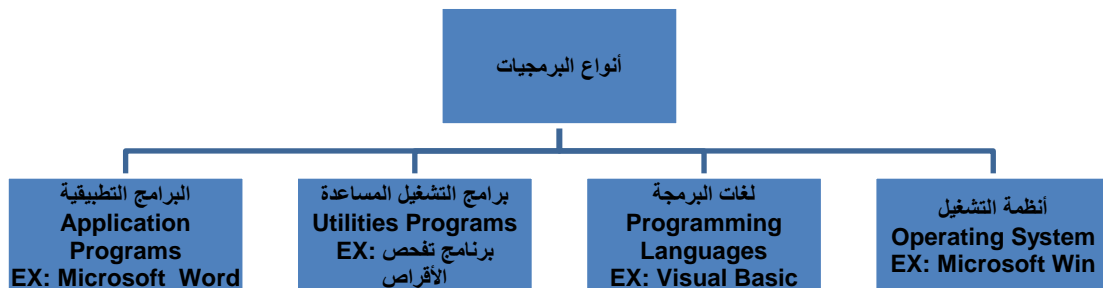 أنواع البرمجيات
أنظمة التشغيل
Operating System
EX: Microsoft Win
لغات البرمجة
Programming
Languages
EX: Visual Basic
برامج التشغيل المساعدة
Utilities Programs
EX: برنامج تفحص
الأقراص
البرامج التطبيقية
Application
Programs
EX: Microsoft Word